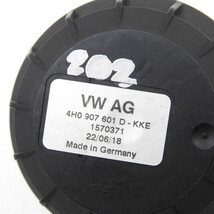 202
VW AG
4H0 907 601 D - KKE
1570371
22/06/18
Made in Germany